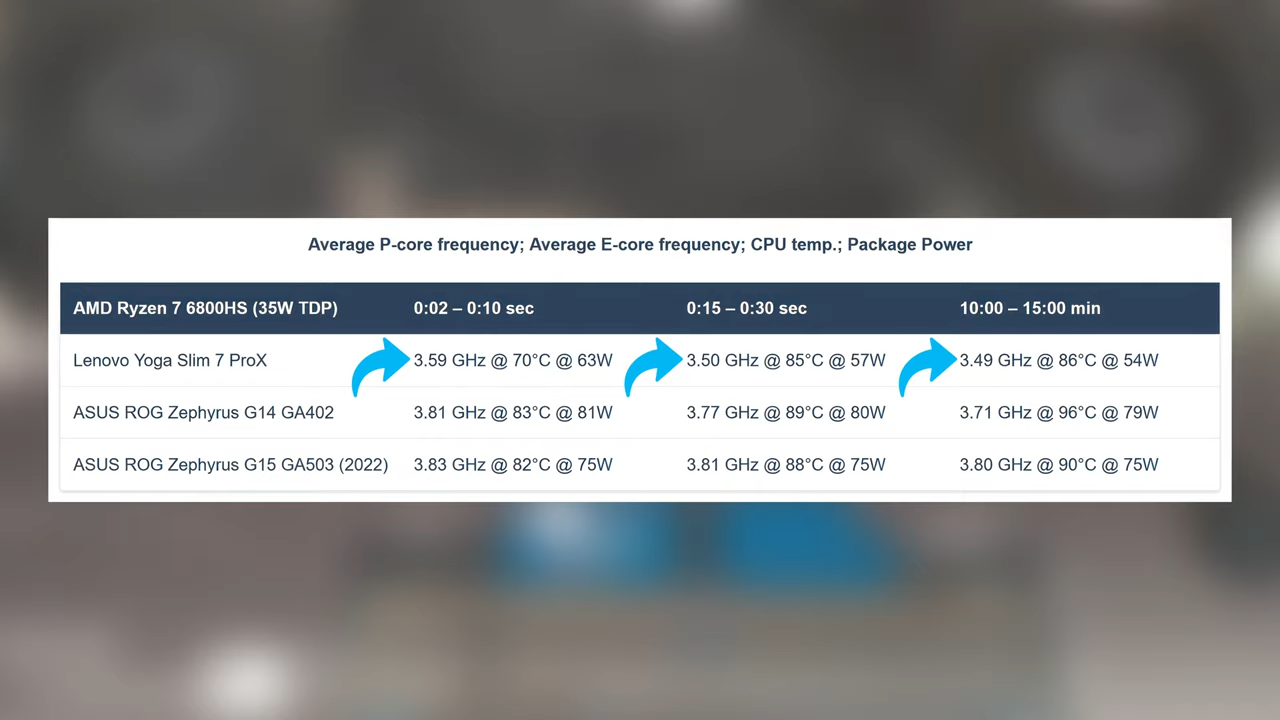 Average P-core frequency; Average E-core frequency; CPU temp.; Package Power
AMD Ryzen 7 6800HS (35W TDP) 0:02 – 0:10 sec 0:15 – 0:30 sec 10:00 – 15:00 min
Lenovo Yoga Slim 7 ProX 3.59 GHz @ 70°C @ 63W 3.50 GHz @ 85°C @ 57W 3.49 GHz @ 86°C @ 54W
ASUS ROG Zephyrus G14 GA402 3.81 GHz @ 83°C @ 81W 3.77 GHz @ 89°C @ 80W 3.71 GHz @ 96°C @ 79W
ASUS ROG Zephyrus G15 GA503 (2022) 3.83 GHz @ 82°C @ 75W 3.81 GHz @ 88°C @ 75W 3.80 GHz @ 90°C @ 75W